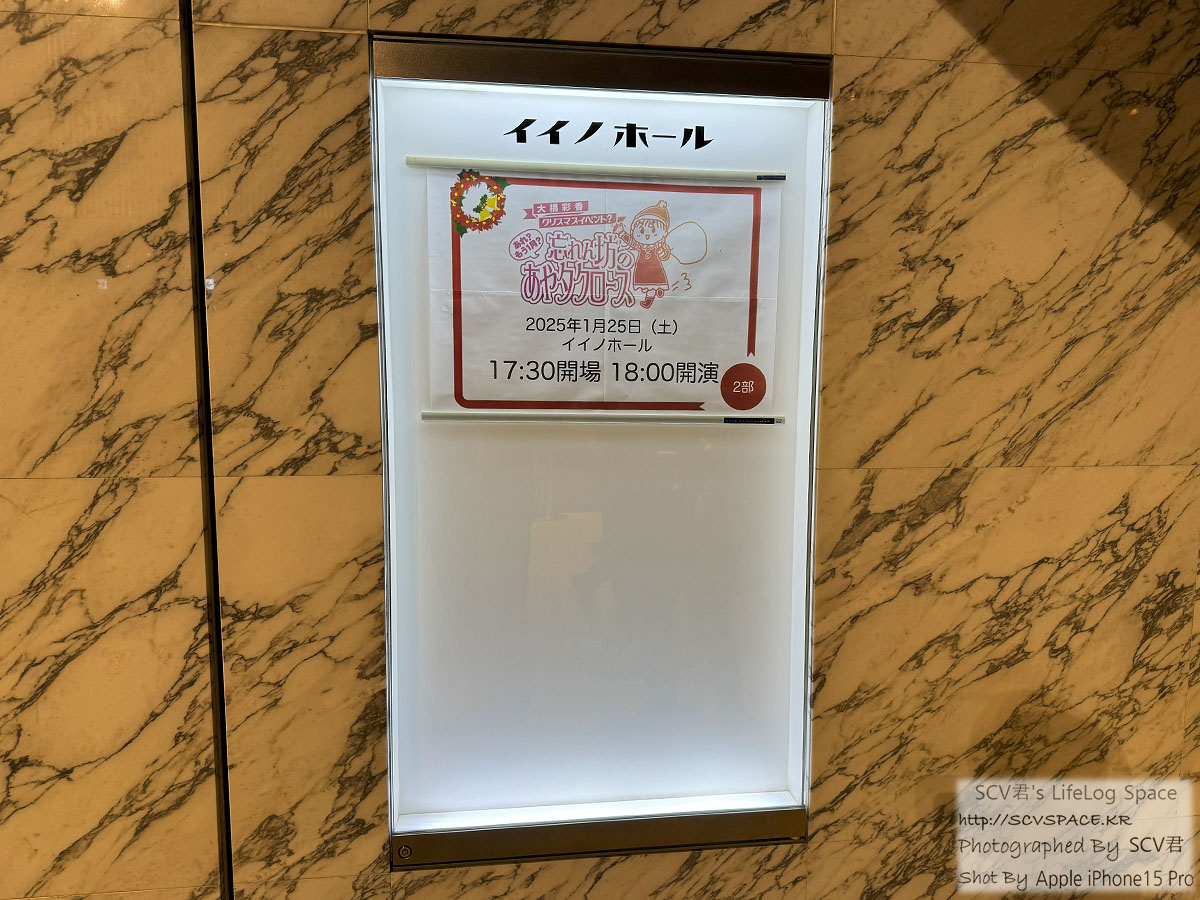 イイノホール
大橋彩香
クリスマスイベント?
あれ?
もう1月?
忘れん坊の
あやタクロース
2025年1月25日(土)
イイノホール
17:30開場 18:00開演
2部
SCV君's LifeLog Space
http://SCVSPACE.KR
Photographed By SCV君
Shot By Apple iPhone15 Pro